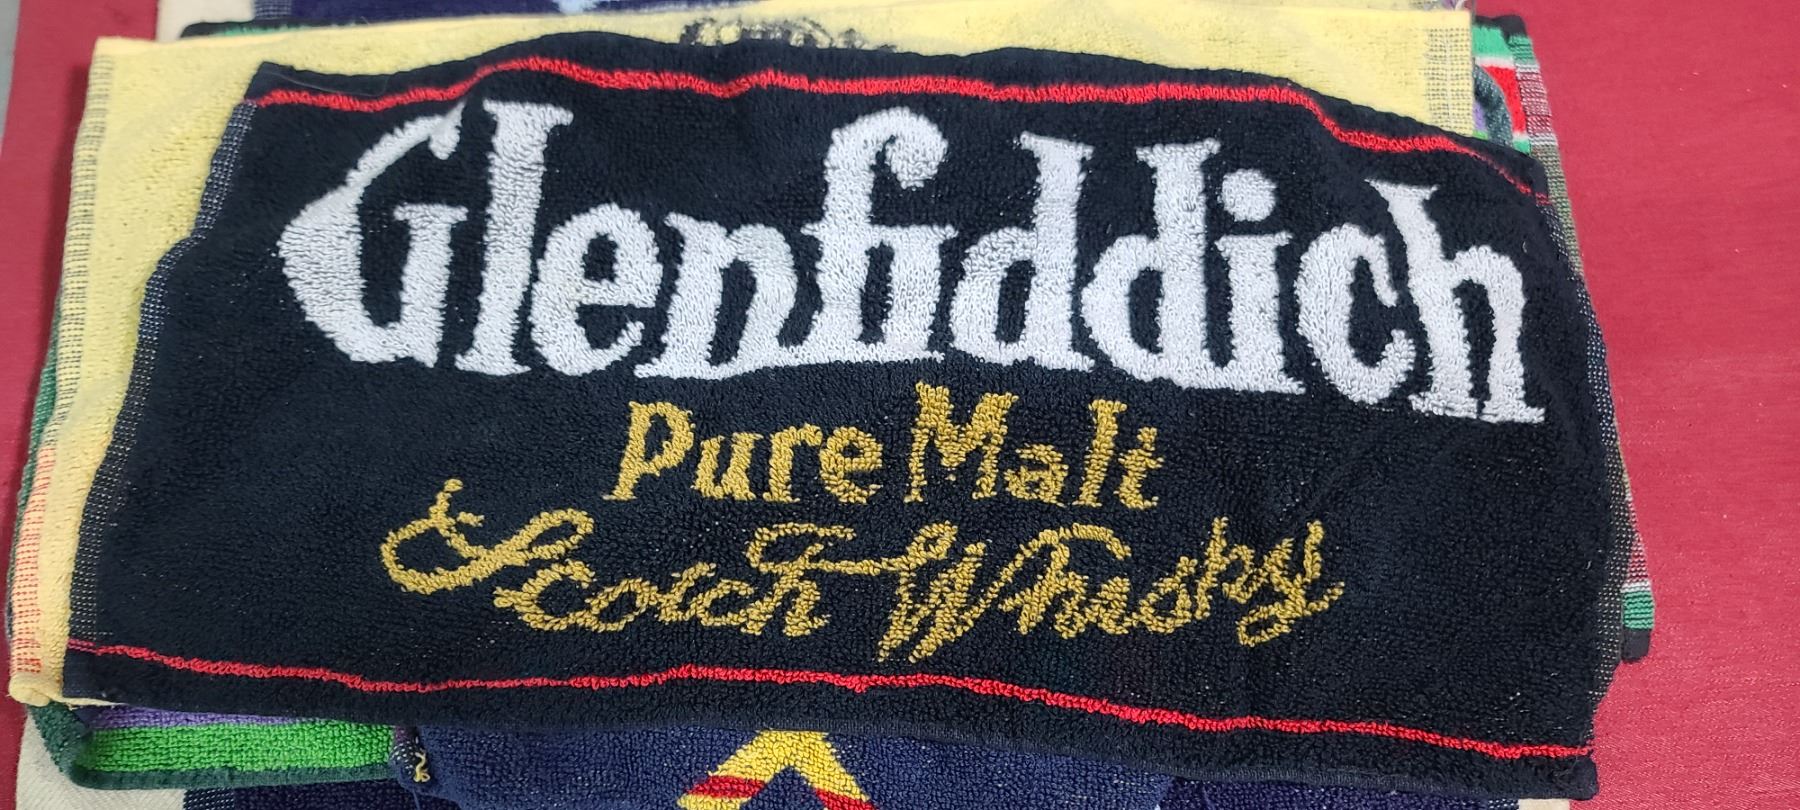 Glenfiddich
Pure Malt
Scotch Whisky